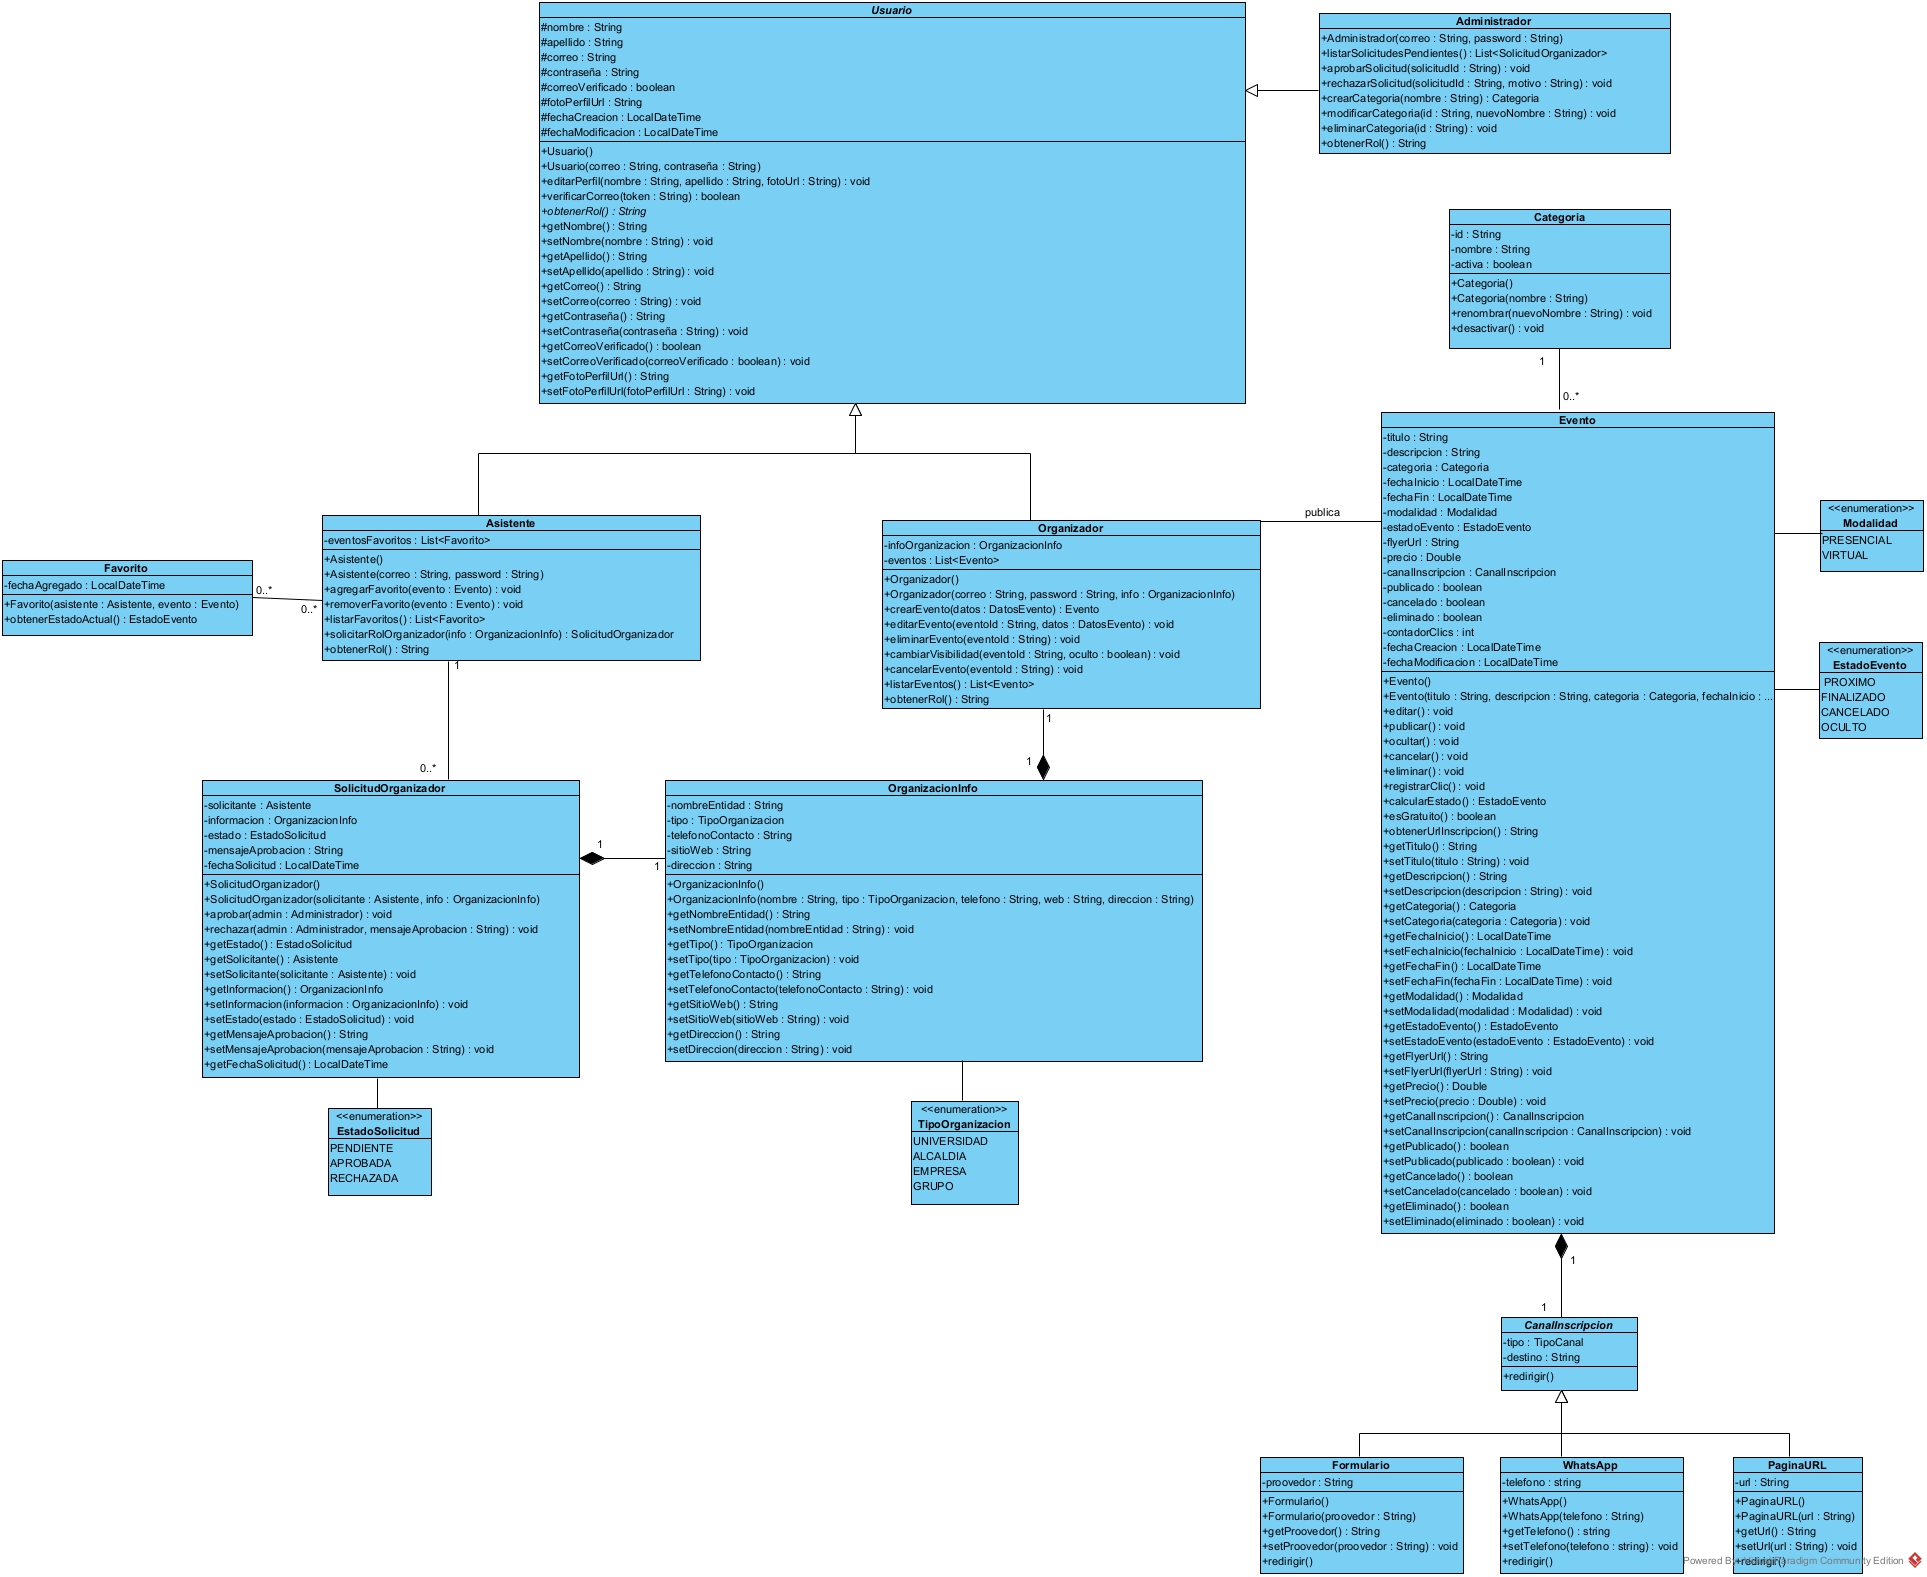 Usuario
#nombre : String
#apellido : String
#correo : String
#contraseña : String
#correoVerificado : boolean
#fotoPerfilUrl : String
#fechaCreacion : LocalDateTime
#fechaModificacion : LocalDateTime
+Usuario()
+Usuario(correo : String, contraseña : String)
+editarPerfil(nombre : String, apellido : String, fotoUrl : String) : void
+verificarCorreo(token : String) : boolean
+obtenerRol() : String
+getNombre() : String
+setNombre(nombre : String) : void
+getApellido() : String
+setApellido(apellido : String) : void
+getCorreo() : String
+setCorreo(correo : String) : void
+getContraseña() : String
+setContraseña(contraseña : String) : void
+getCorreoVerificado() : boolean
+setCorreoVerificado(correoVerificado : boolean) : void
+getFotoPerfilUrl() : String
+setFotoPerfilUrl(fotoPerfilUrl : String) : void
Administrador
+Administrador(correo : String, password : String)
+listarSolicitudesPendientes() : List<SolicitudOrganizador>
+aprobarSolicitud(solicitudId : String) : void
+rechazarSolicitud(solicitudId : String, motivo : String) : void
+crearCategoria(nombre : String) : Categoria
+modificarCategoria(id : String, nuevoNombre : String) : void
+eliminarCategoria(id : String) : void
+obtenerRol() : String
Categoria
-id : String
-nombre : String
-activa : boolean
+Categoria()
+Categoria(nombre : String)
+renombrar(nuevoNombre : String) : void
+desactivar() : void
1
0..*
Favorito
-fechaAgregado : LocalDateTime
+Favorito(asistente : Asistente, evento : Evento)
+obtenerEstadoActual() : EstadoEvento
0..*
0..*
Asistente
-eventosFavoritos : List<Favorito>
+Asistente()
+Asistente(correo : String, password : String)
+agregarFavorito(evento : Evento) : void
+removerFavorito(evento : Evento) : void
+listarFavoritos() : List<Favorito>
+solicitarRolOrganizador(info : OrganizacionInfo) : SolicitudOrganizador
+obtenerRol() : String
1
0..*
Organizador
-infoOrganizacion : OrganizacionInfo
-eventos : List<Evento>
+Organizador()
+Organizador(correo : String, password : String, info : OrganizacionInfo)
+crearEvento(datos : DatosEvento) : Evento
+editarEvento(eventoId : String, datos : DatosEvento) : void
+eliminarEvento(eventoId : String) : void
+cambiarVisibilidad(eventoId : String, oculto : boolean) : void
+cancelarEvento(eventoId : String) : void
+listarEventos() : List<Evento>
+obtenerRol() : String
publica
1
1
Evento
-titulo : String
-descripcion : String
-categoria : Categoria
-fechaInicio : LocalDateTime
-fechaFin : LocalDateTime
-modalidad : Modalidad
-estadoEvento : EstadoEvento
-flyerUrl : String
-precio : Double
-canalInscripcion : CanalInscripcion
-publicado : boolean
-cancelado : boolean
-eliminado : boolean
-contadorClics : int
-fechaCreacion : LocalDateTime
-fechaModificacion : LocalDateTime
+Evento()
+Evento(titulo : String, descripcion : String, categoria : Categoria, fechaInicio : ...
+editar() : void
+publicar() : void
+ocultar() : void
+cancelar() : void
+eliminar() : void
+registrarClic() : void
+calcularEstado() : EstadoEvento
+esGratuito() : boolean
+obtenerUrlInscripcion() : String
+getTitulo() : String
+setTitulo(titulo : String) : void
+getDescripcion() : String
+setDescripcion(descripcion : String) : void
+getCategoria() : Categoria
+setCategoria(categoria : Categoria) : void
+getFechaInicio() : LocalDateTime
+setFechaInicio(fechaInicio : LocalDateTime) : void
+getFechaFin() : LocalDateTime
+setFechaFin(fechaFin : LocalDateTime) : void
+getModalidad() : Modalidad
+setModalidad(modalidad : Modalidad) : void
+getEstadoEvento() : EstadoEvento
+setEstadoEvento(estadoEvento : EstadoEvento) : void
+getFlyerUrl() : String
+setFlyerUrl(flyerUrl : String) : void
+getPrecio() : Double
+setPrecio(precio : Double) : void
+getCanalInscripcion() : CanalInscripcion
+setCanalInscripcion(canalInscripcion : CanalInscripcion) : void
+getPublicado() : boolean
+setPublicado(publicado : boolean) : void
+getCancelado() : boolean
+setCancelado(cancelado : boolean) : void
+getEliminado() : boolean
+setEliminado(eliminado : boolean) : void
<<enumeration>>
Modalidad
PRESENCIAL
VIRTUAL
<<enumeration>>
EstadoEvento
PROXIMO
FINALIZADO
CANCELADO
OCULTO
SolicitudOrganizador
-solicitante : Asistente
-informacion : OrganizacionInfo
-estado : EstadoSolicitud
-mensajeAprobacion : String
-fechaSolicitud : LocalDateTime
+SolicitudOrganizador()
+SolicitudOrganizador(solicitante : Asistente, info : OrganizacionInfo)
+aprobar(admin : Administrador) : void
+rechazar(admin : Administrador, mensajeAprobacion : String) : void
+getEstado() : EstadoSolicitud
+getSolicitante() : Asistente
+setSolicitante(solicitante : Asistente) : void
+getInformacion() : OrganizacionInfo
+setInformacion(informacion : OrganizacionInfo) : void
+setEstado(estado : EstadoSolicitud) : void
+getMensajeAprobacion() : String
+setMensajeAprobacion(mensajeAprobacion : String) : void
+getFechaSolicitud() : LocalDateTime
1
1
OrganizacionInfo
-nombreEntidad : String
-tipo : TipoOrganizacion
-telefonoContacto : String
-sitioWeb : String
-direccion : String
+OrganizacionInfo()
+OrganizacionInfo(nombre : String, tipo : TipoOrganizacion, telefono : String, web : String, direccion : String)
+getNombreEntidad() : String
+setNombreEntidad(nombreEntidad : String) : void
+getTipo() : TipoOrganizacion
+setTipo(tipo : TipoOrganizacion) : void
+getTelefonoContacto() : String
+setTelefonoContacto(telefonoContacto : String) : void
+getSitioWeb() : String
+setSitioWeb(sitioWeb : String) : void
+getDireccion() : String
+setDireccion(direccion : String) : void
<<enumeration>>
EstadoSolicitud
PENDIENTE
APROBADA
RECHAZADA
<<enumeration>>
TipoOrganizacion
UNIVERSIDAD
ALCALDIA
EMPRESA
GRUPO
1
1
CanalInscripcion
-tipo : TipoCanal
-destino : String
+redirigir()
Formulario
-proovedor : String
+Formulario()
+Formulario(proovedor : String)
+getProovedor() : String
+setProovedor(proovedor : String) : void
+redirigir()
WhatsApp
-telefono : string
+WhatsApp()
+WhatsApp(telefono : String)
+getTelefono() : string
+setTelefono(telefono : string) : void
+redirigir()
PaginaURL
-url : String
+PaginaURL()
+PaginaURL(url : String)
+getUrl() : String
+setUrl(url : String) : void
+redirigir()
Powered By Visual Paradigm Community Edition